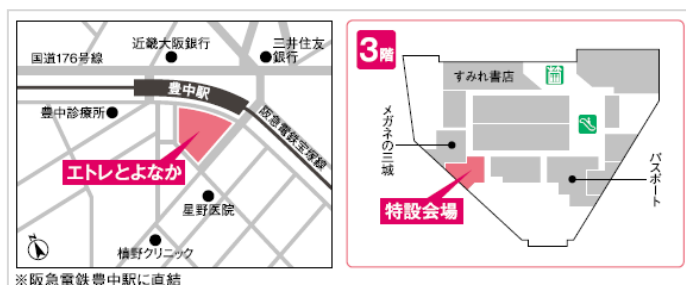 近畿大阪銀行
三井住友
銀行
国道176号線
豊中駅
豊中診療所
阪急電鉄宝塚線
エトレとよなか
星野医院
槙野クリニック
N
※阪急電鉄豊中駅に直結
3階
すみれ書店
メガネの三城
パスポート
特設会場